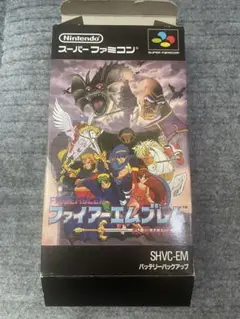 Nintendo
スーパーファミコン
SUPER FAMICOM
ファイアーエムブレム
SHVC-EM
バッテリーバックアップ